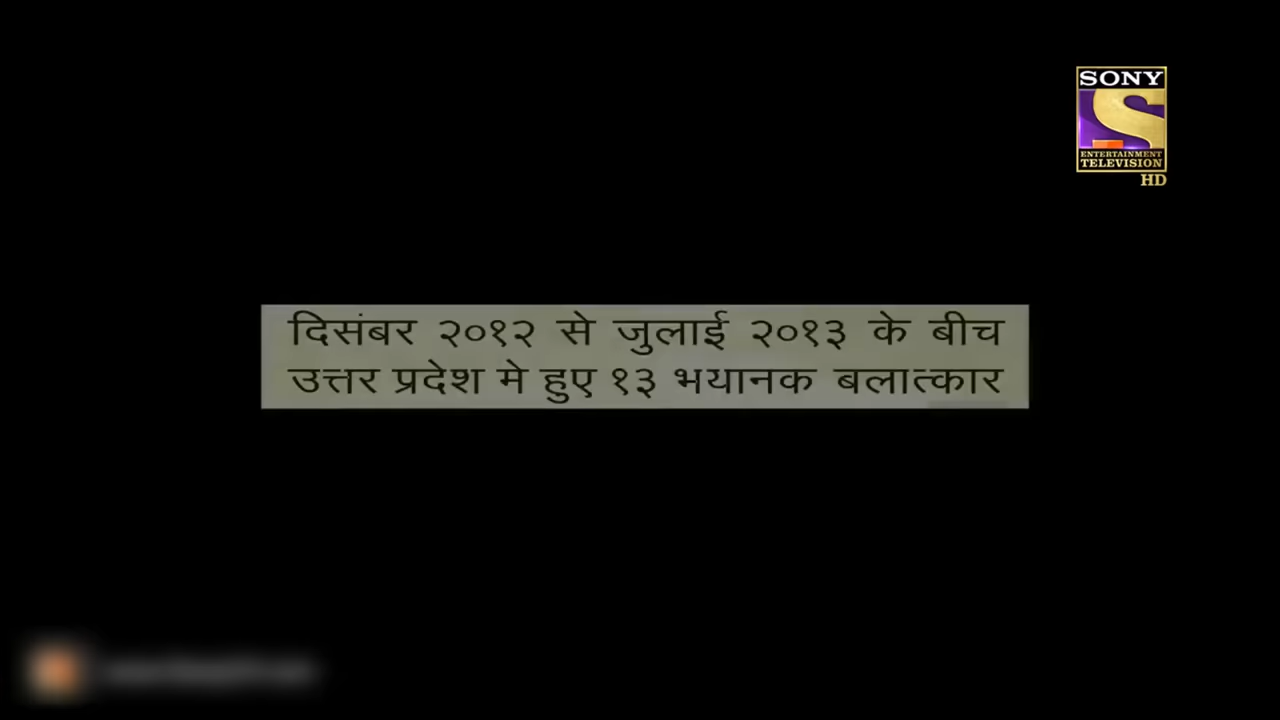 SONY
ENTERTAINMENT
TELEVISION
HD
दिसंबर २०१२ से जुलाई २०१३ के बीच
उत्तर प्रदेश मे हुए १३ भयानक बलात्कार